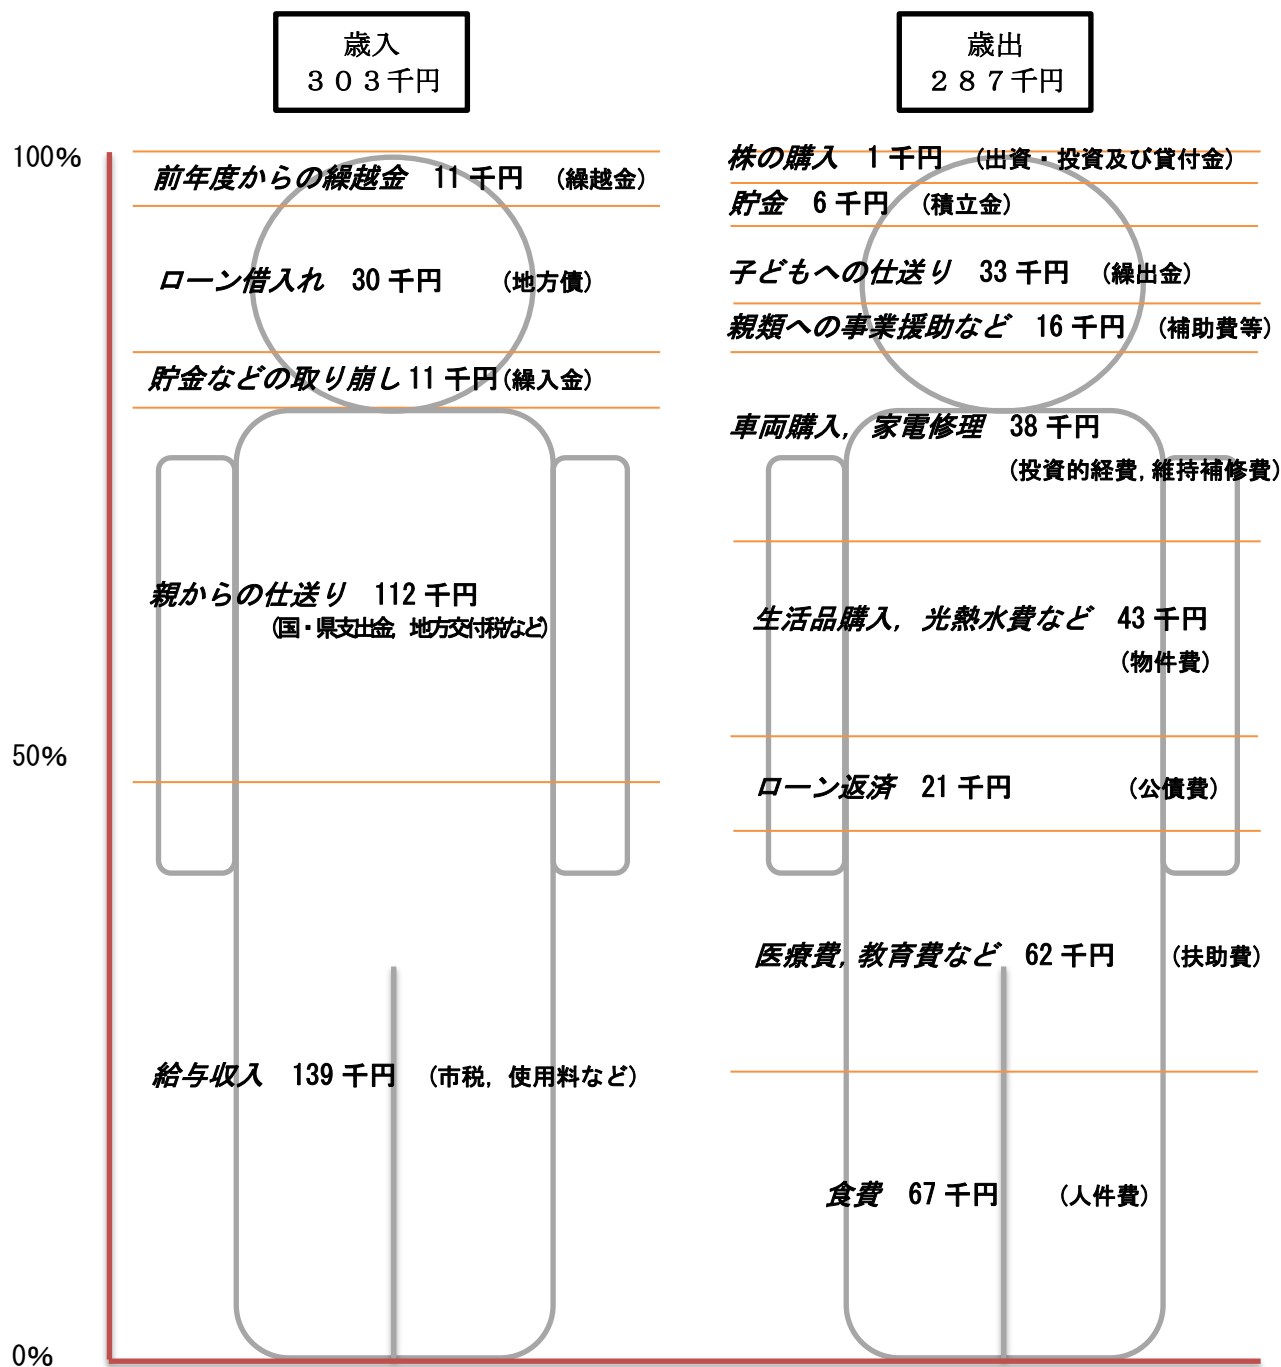 歳入
３０３千円
歳出
２８７千円
100%
前年度からの繰越金 11 千円 (繰越金)
ローン借入れ 30 千円 (地方債)
貯金などの取り崩し 11 千円(繰入金)
親からの仕送り 112 千円
(国・県支出金, 地方交付税など)
50%
給与収入 139 千円 (市税, 使用料など)
0%
株の購入 1 千円 (出資・投資及び貸付金)
貯金 6 千円 (積立金)
子どもへの仕送り 33 千円 (繰出金)
親類への事業援助など 16 千円 (補助費等)
車両購入, 家電修理 38 千円
(投資的経費, 維持補修費)
生活品購入, 光熱水費など 43 千円
(物件費)
ローン返済 21 千円 (公債費)
医療費, 教育費など 62 千円 (扶助費)
食費 67 千円 (人件費)